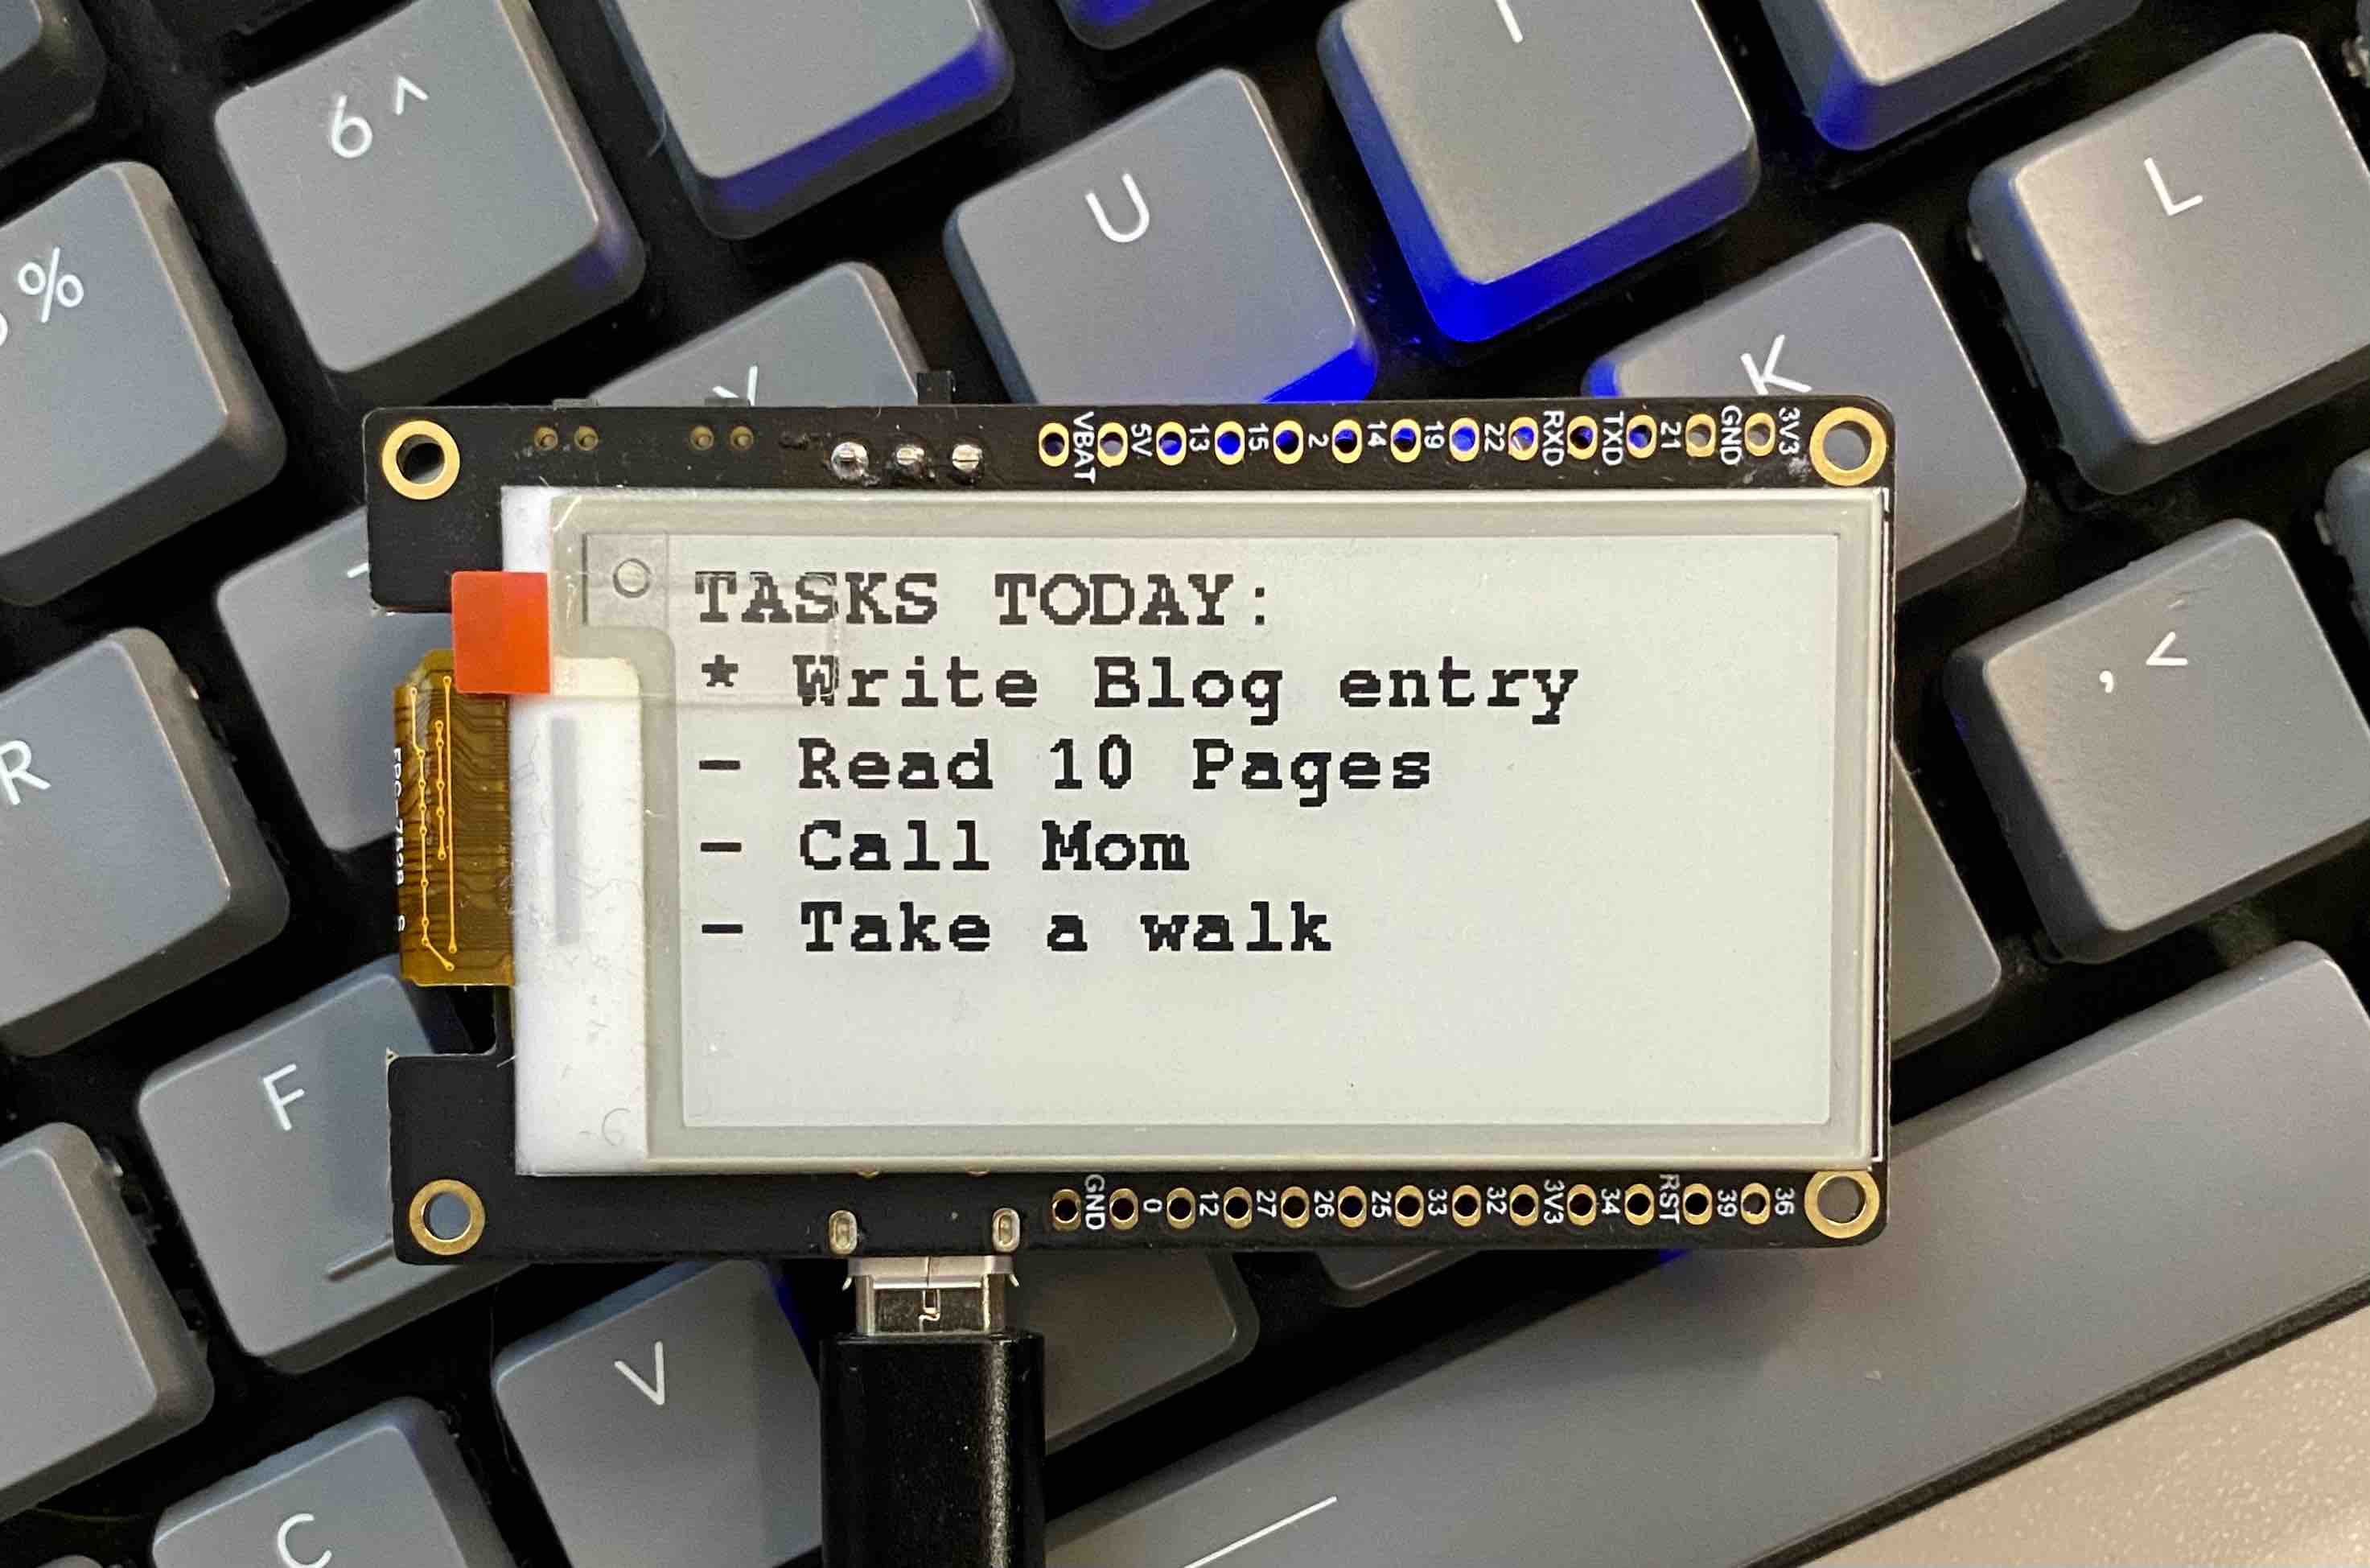 6 ^
%
U
I
L
Y
K
VBAT 5V 13 15 2 14 19 22 RXD TXD 21 GND 3V3
TASKS TODAY:
* Write Blog entry
- Read 10 Pages
- Call Mom
- Take a walk
, <
R
F
GND 0 12 27 26 25 33 32 3V3 34 RST 39 36
V
C